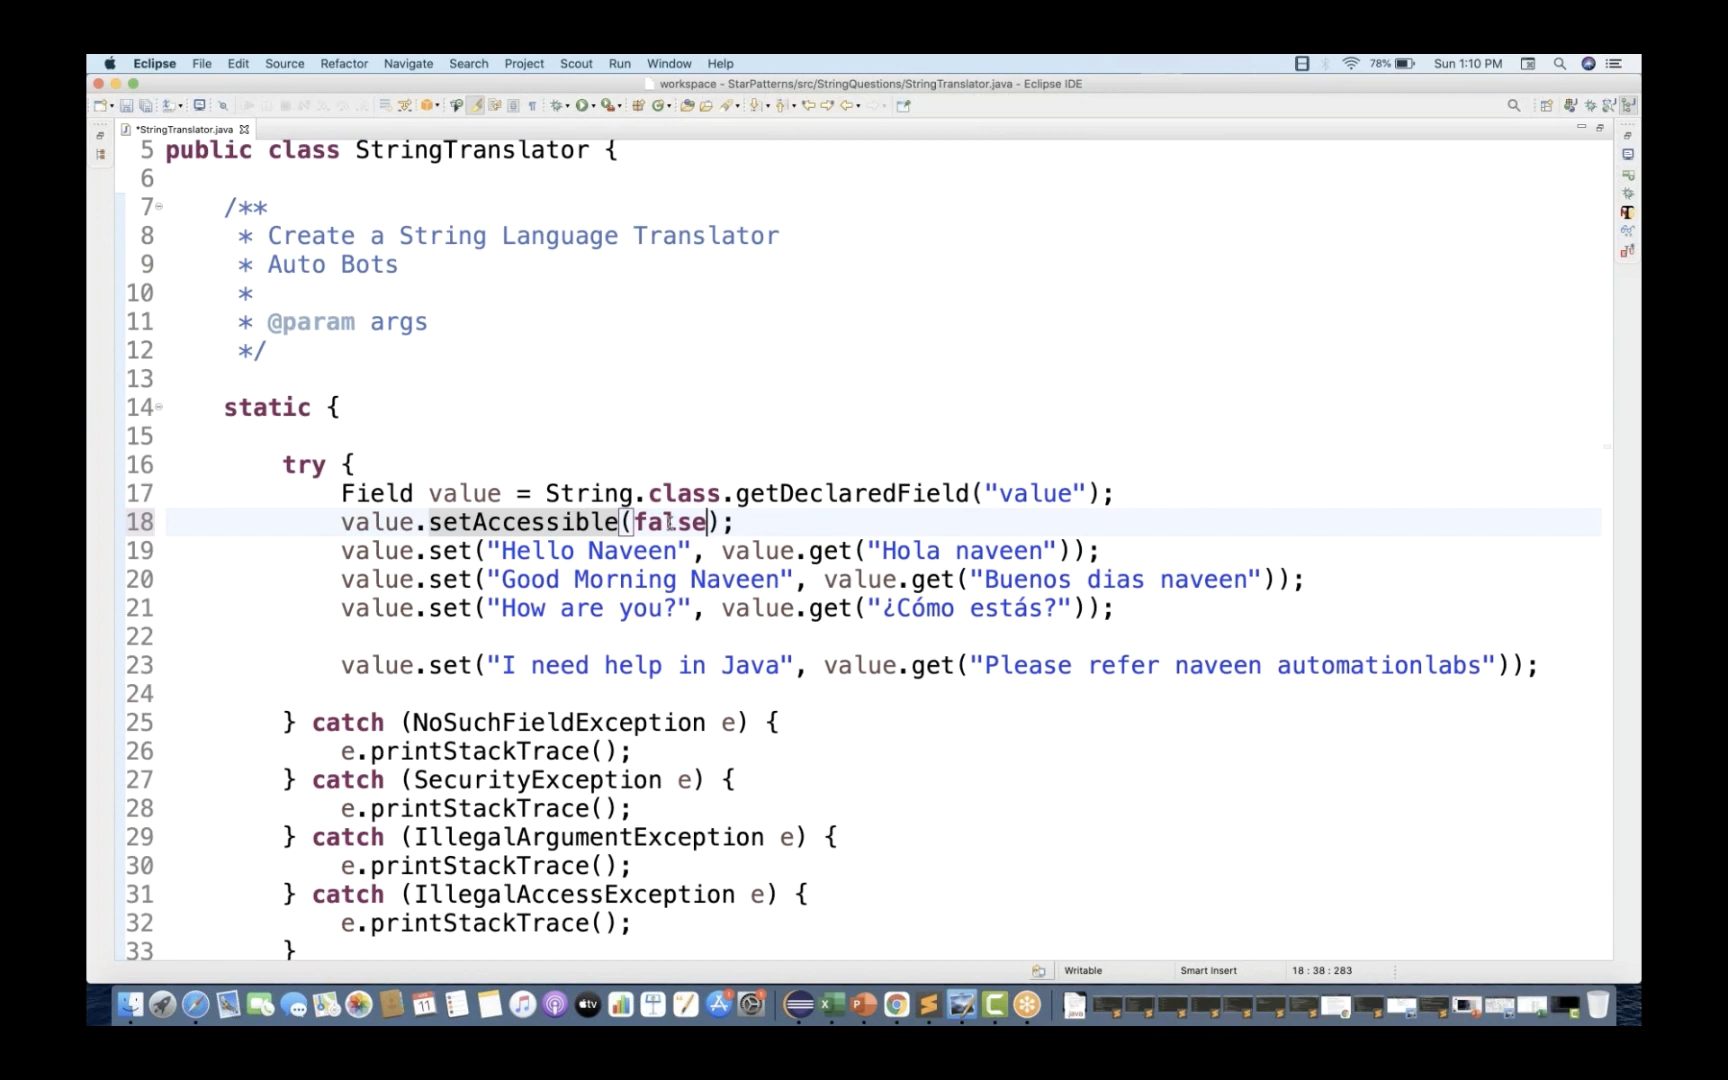 Eclipse File Edit Source Refactor Navigate Search Project Scout Run Window Help 78% Sun 1:10 PM
workspace - StarPatterns/src/StringQuestions/StringTranslator.java - Eclipse IDE
*StringTranslator.java
5 public class StringTranslator {
6
7 /**
8 * Create a String Language Translator
9 * Auto Bots
10 *
11 * @param args
12 */
13
14 static {
15
16 try {
17 Field value = String.class.getDeclaredField("value");
18 value.setAccessible(false);
19 value.set("Hello Naveen", value.get("Hola naveen"));
20 value.set("Good Morning Naveen", value.get("Buenos dias naveen"));
21 value.set("How are you?", value.get("¿Cómo estás?"));
22
23 value.set("I need help in Java", value.get("Please refer naveen automationlabs"));
24
25 } catch (NoSuchFieldException e) {
26 e.printStackTrace();
27 } catch (SecurityException e) {
28 e.printStackTrace();
29 } catch (IllegalArgumentException e) {
30 e.printStackTrace();
31 } catch (IllegalAccessException e) {
32 e.printStackTrace();
33 }
Writable Smart Insert 18 : 38 : 283